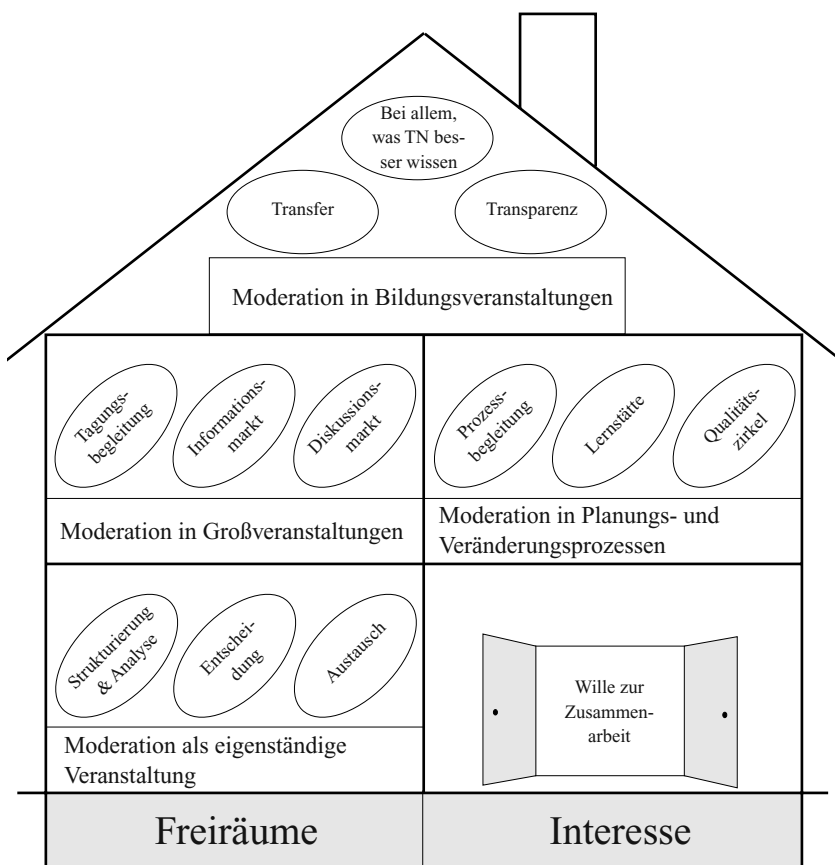 Bei allem,
was TN bes-
ser wissen
Transfer
Transparenz
Moderation in Bildungsveranstaltungen
Tagungs-
begleitung
Informations-
markt
Diskussions-
markt
Prozess-
begleitung
Lernstätte
Qualitäts-
zirkel
Moderation in Großveranstaltungen
Moderation in Planungs- und
Veränderungsprozessen
Strukturierung
& Analyse
Entschei-
dung
Austausch
Wille zur
Zusammen-
arbeit
Moderation als eigenständige
Veranstaltung
Freiräume
Interesse